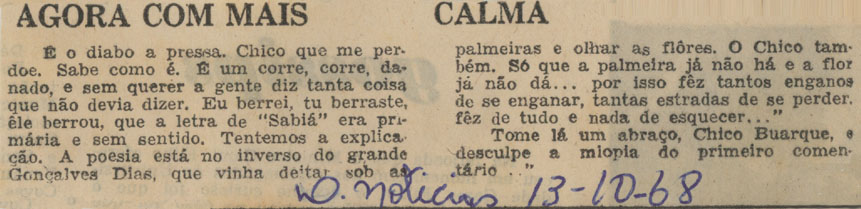 AGORA COM MAIS CALMA
É o diabo a pressa. Chico que me per-
doe. Sabe como é. É um corre, corre, da-
nado, e sem querer a gente diz tanta coisa
que não devia dizer. Eu berrei, tu berraste,
êle berrou, que a letra de "Sabiá" era pri-
mária e sem sentido. Tentemos a explica-
ção. A poesia está no inverso do grande
Gonçalves Dias, que vinha deitar sob as
palmeiras e olhar as flôres. O Chico tam-
bém. Só que a palmeira já não há e a flor
já não dá... por isso fêz tantos enganos
de se enganar, tantas estradas de se perder,
fêz de tudo e nada de esquecer..."
Tome lá um abraço, Chico Buarque, e
desculpe a miopia do primeiro comen-
tário .."
D. Noticias 13-10-68